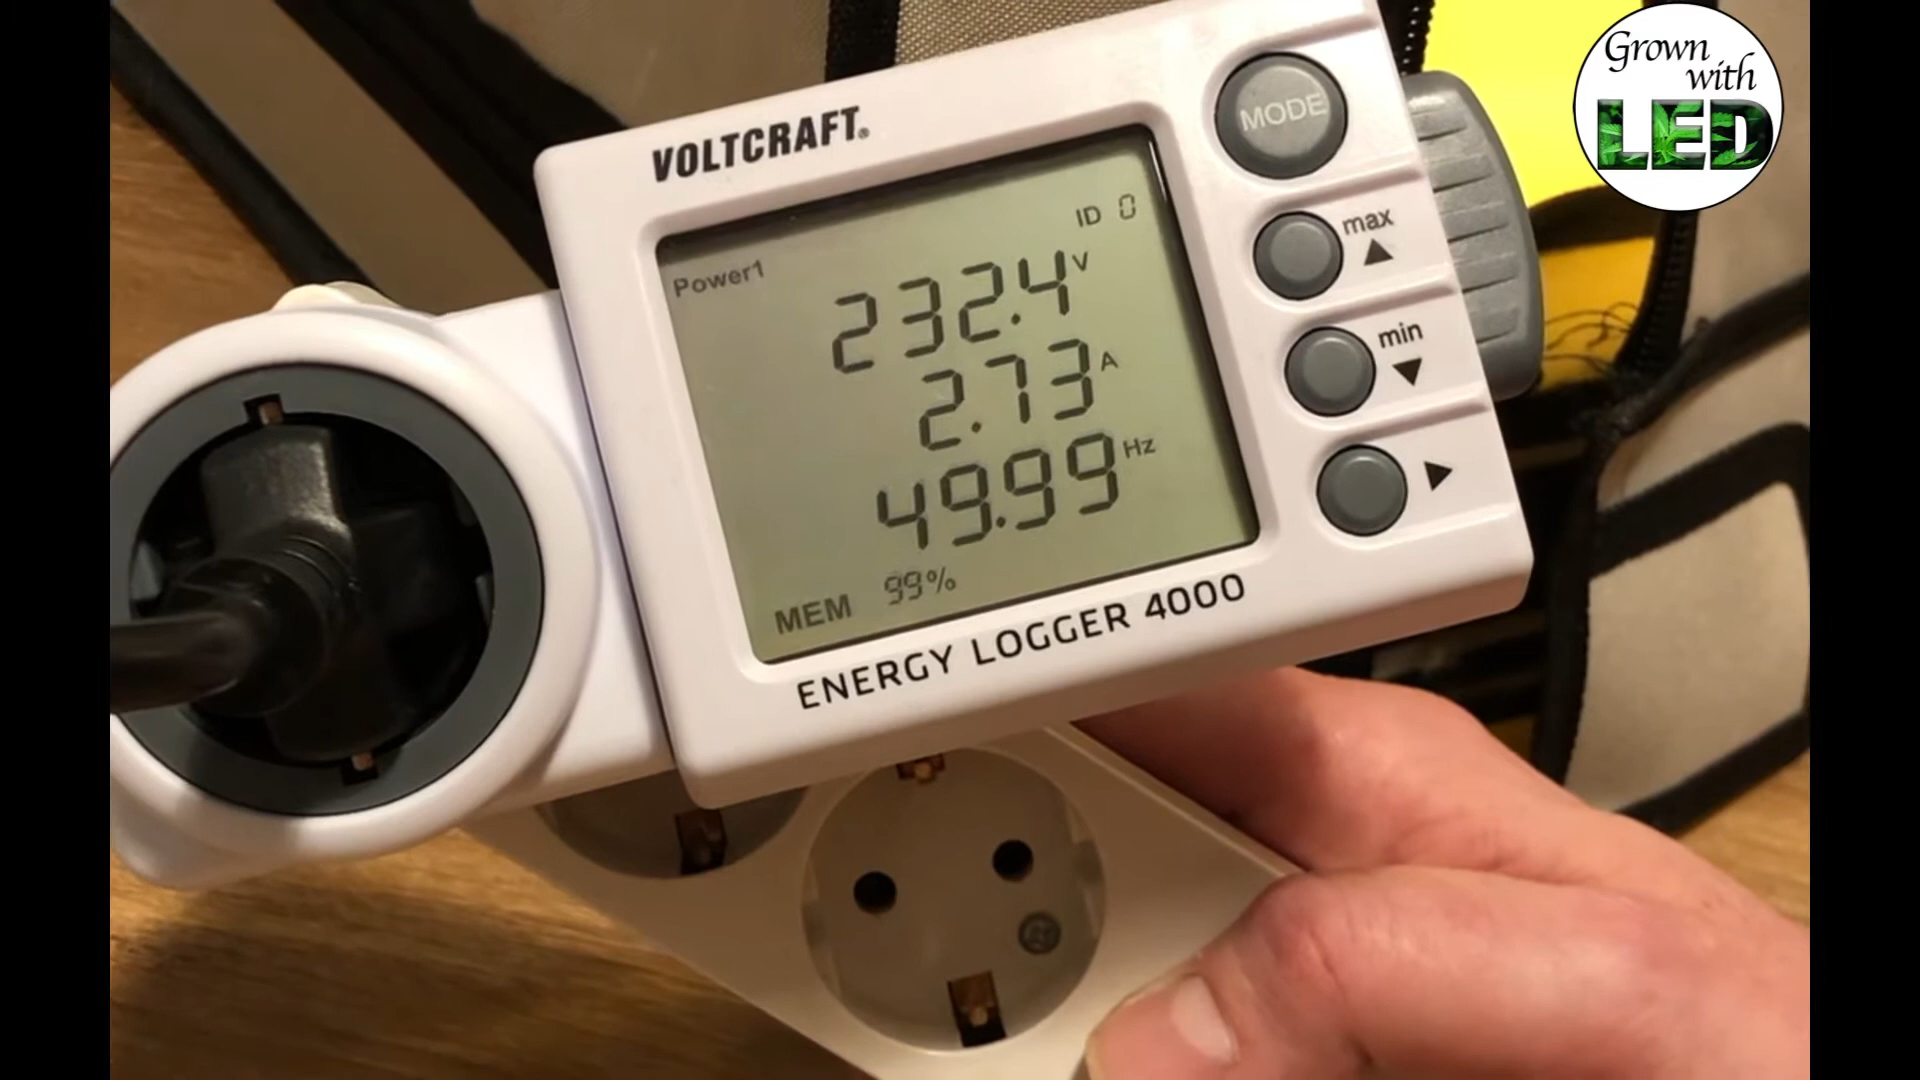 Grown
with
LED
VOLTCRAFT®
MODE
max
min
ID 0
Power1
232.4 V
2.73 A
49.99 Hz
MEM 99%
ENERGY LOGGER 4000